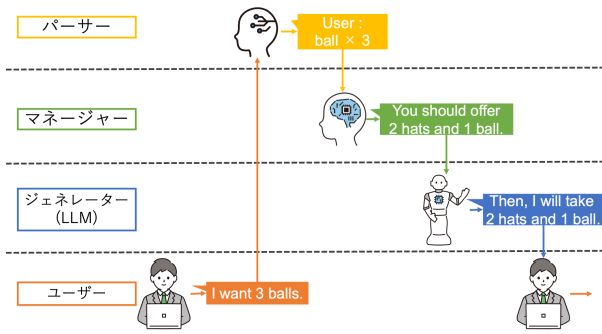 パーサー
User :
ball × 3
マネージャー
You should offer
2 hats and 1 ball.
ジェネレーター
(LLM)
Then, I will take
2 hats and 1 ball.
ユーザー
I want 3 balls.